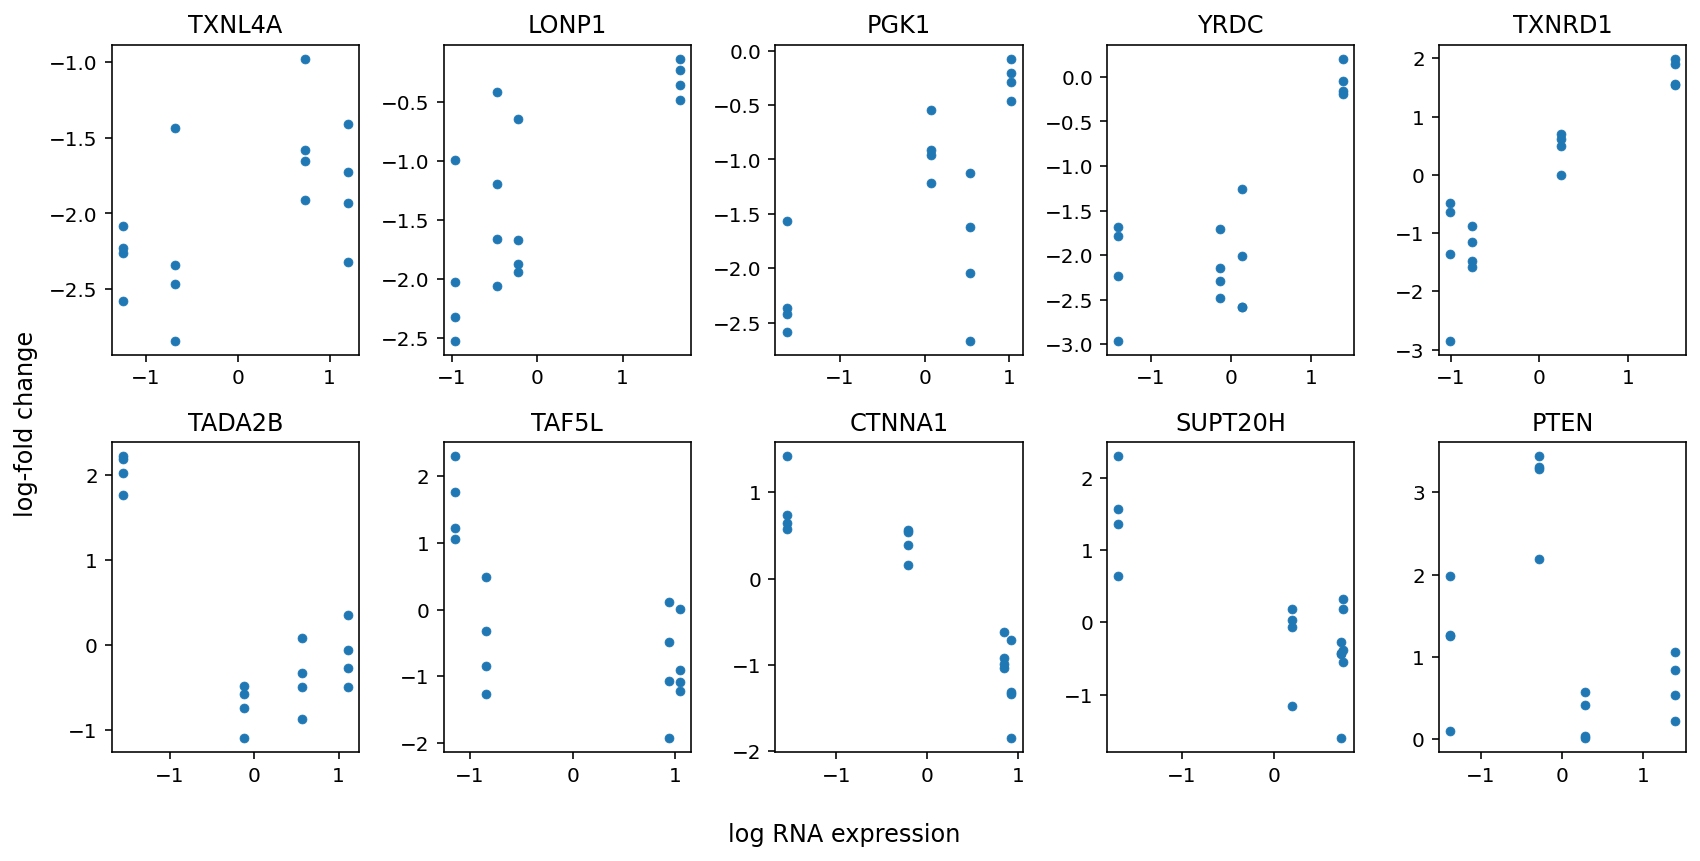 TXNL4A LONP1 PGK1 YRDC TXNRD1
−1.0 −1.5 −2.0 −2.5
−0.5 −1.0 −1.5 −2.0 −2.5
0.0 −0.5 −1.0 −1.5 −2.0 −2.5
0.0 −0.5 −1.0 −1.5 −2.0 −2.5 −3.0
2 1 0 −1 −2 −3
−1 0 1 −1 0 1 −1 0 1 −1 0 1 −1 0 1
log-fold change
TADA2B TAF5L CTNNA1 SUPT20H PTEN
2 1 0 −1
2 1 0 −1 −2
1 0 −1 −2
2 1 0 −1
3 2 1 0
−1 0 1 −1 0 1 −1 0 1 −1 0 −1 0 1
log RNA expression